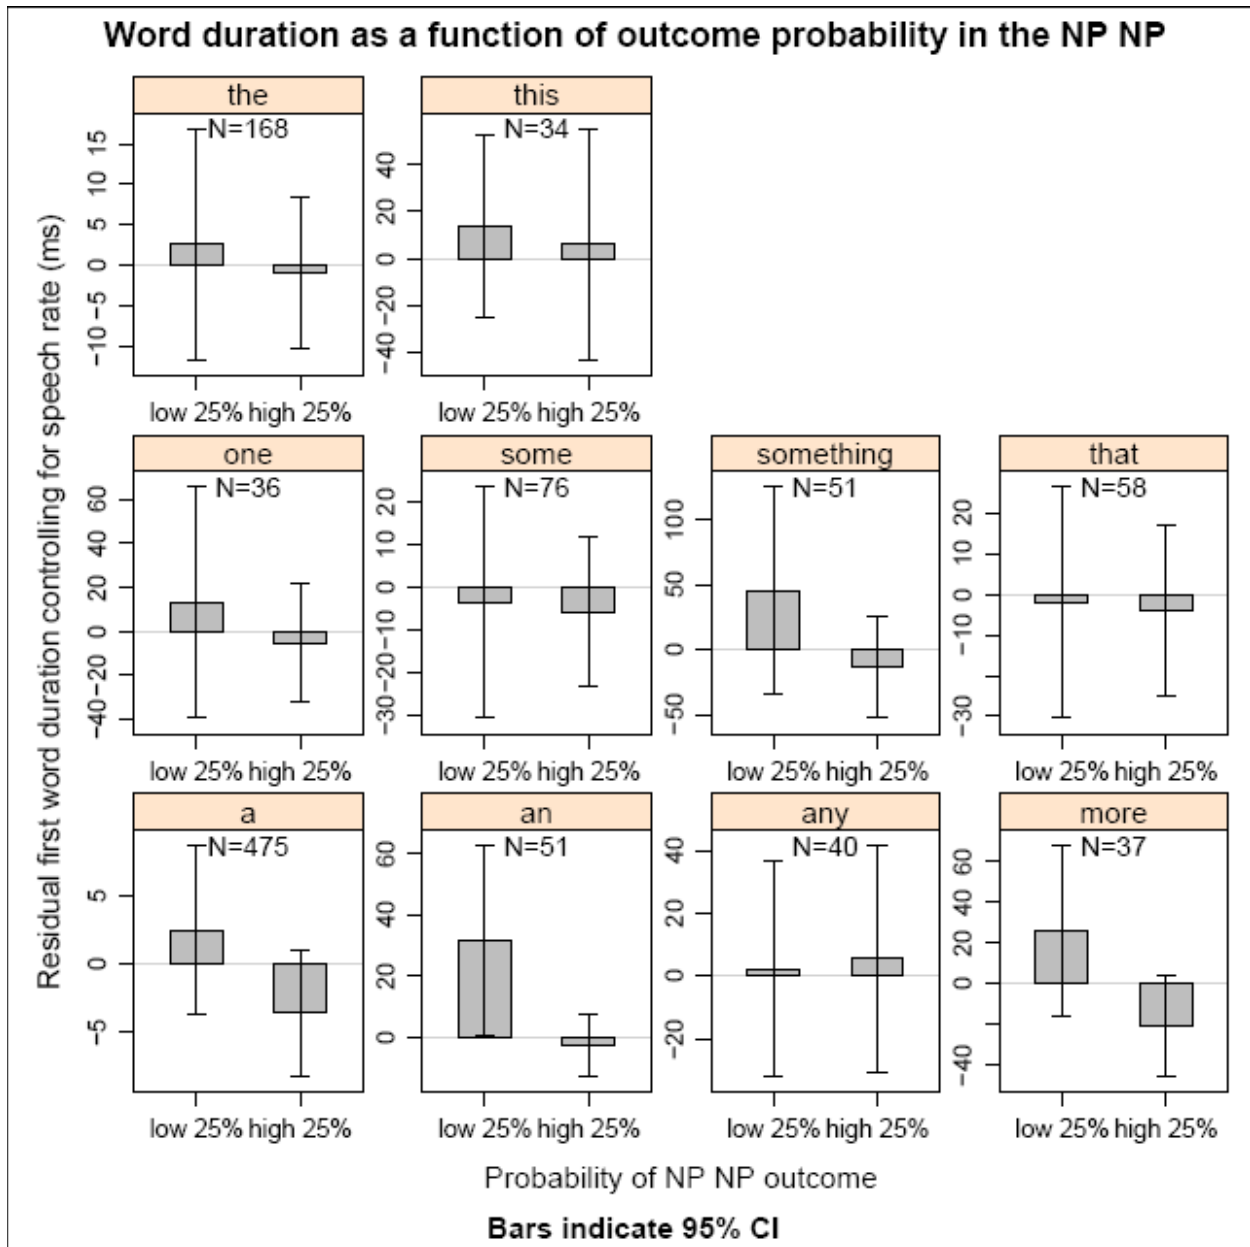 Word duration as a function of outcome probability in the NP NP
Residual first word duration controlling for speech rate (ms)
the
N=168
15
10
5
0
−5
−10
low 25% high 25%
this
N=34
40
20
0
−20
−40
low 25% high 25%
one
N=36
60
40
20
0
−20
−40
low 25% high 25%
some
N=76
20
10
0
−10
−20
−30
low 25% high 25%
something
N=51
100
50
0
−50
low 25% high 25%
that
N=58
20
10
0
−10
−30
low 25% high 25%
a
N=475
5
0
−5
low 25% high 25%
an
N=51
60
40
20
0
low 25% high 25%
any
N=40
40
20
0
−20
low 25% high 25%
more
N=37
60
40
20
0
−40
low 25% high 25%
Probability of NP NP outcome
Bars indicate 95% CI